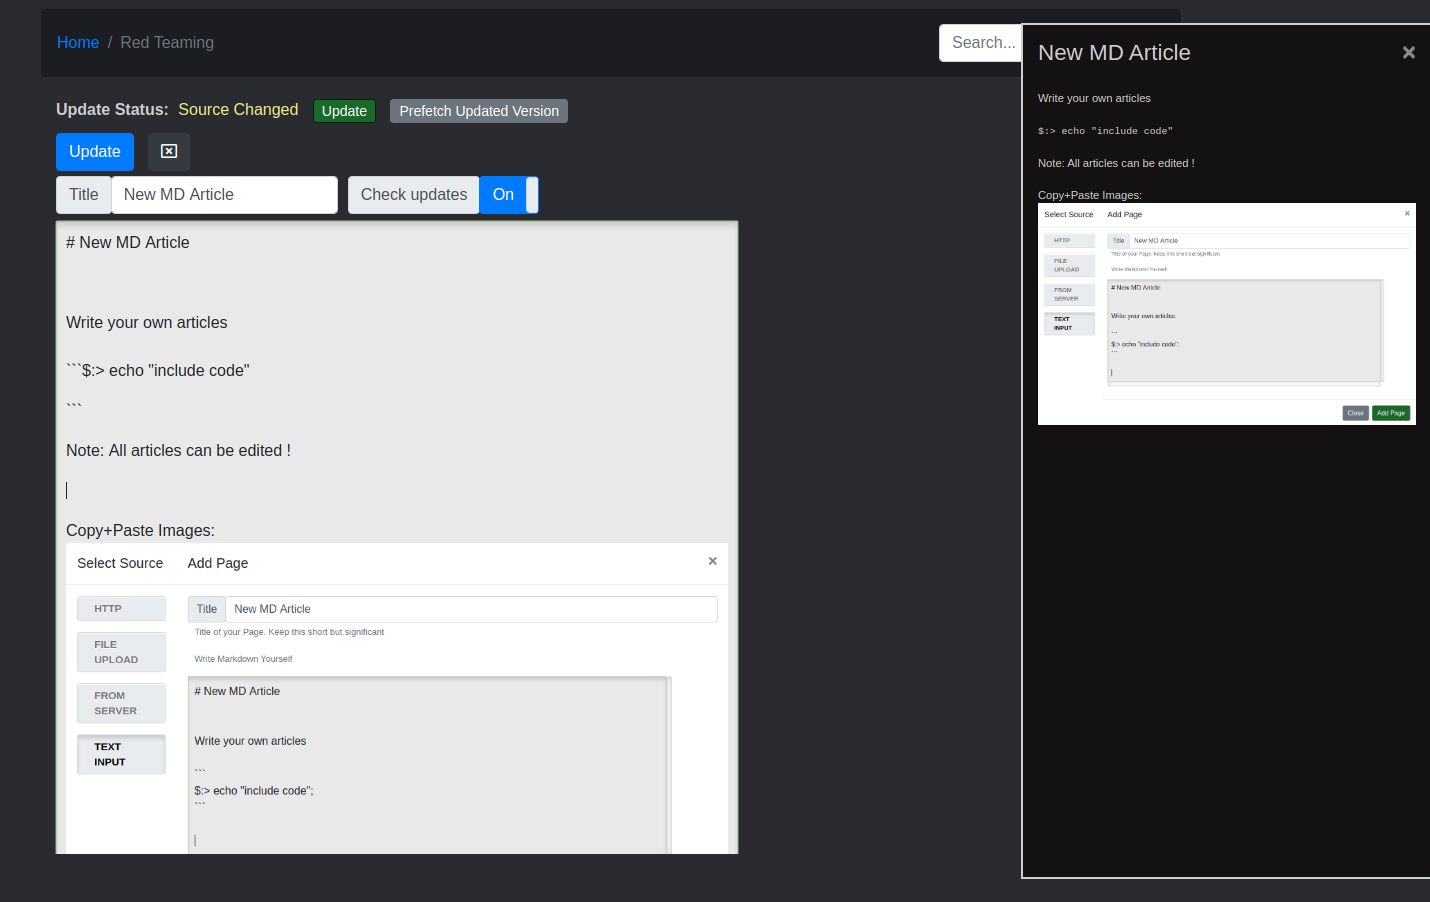 Home / Red Teaming
Search...
Update Status: Source Changed Update Prefetch Updated Version
Update
Title New MD Article Check updates On
# New MD Article
Write your own articles
```$:> echo "include code"
```
Note: All articles can be edited !
Copy+Paste Images:
Select Source Add Page ×
HTTP
FILE
UPLOAD
FROM
SERVER
TEXT
INPUT
Title New MD Article
Title of your Page. Keep this short but significant
Write Markdown Yourself
# New MD Article
Write your own articles
```
$:> echo "include code";
```
New MD Article ×
Write your own articles
$:> echo "include code"
Note: All articles can be edited !
Copy+Paste Images:
Select Source Add Page ×
HTTP
FILE
UPLOAD
FROM
SERVER
TEXT
INPUT
Title New MD Article
Title of your Page. Keep this short but significant
Write Markdown Yourself
# New MD Article
Write your own articles
```
$:> echo "include code";
```
Close Add Page